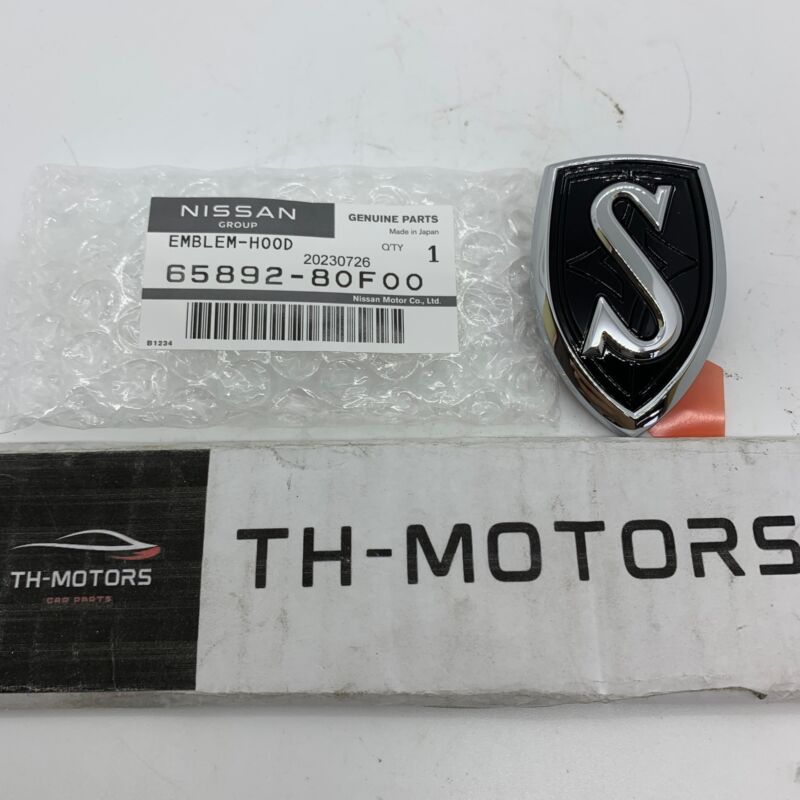 NISSAN
GROUP
GENUINE PARTS
Made in Japan
EMBLEM-HOOD
Q'TY 1
20230726
65892-80F00
Nissan Motor Co., Ltd.
B1234
S
TH-MOTORS
CAR PARTS
TH-MOTORS